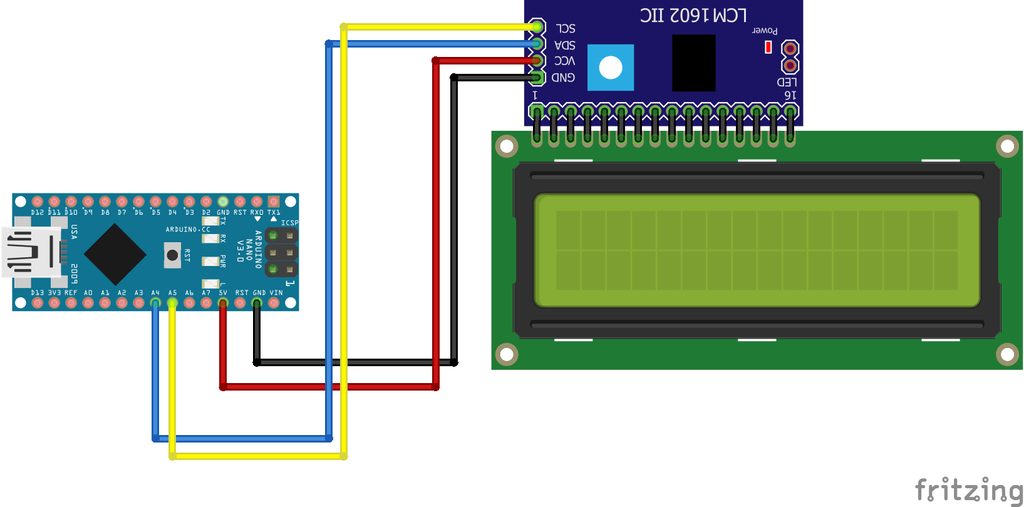 LCM1602 IIC
SCL
SDA
VCC
GND
Power
LED
1
16
D12 D11 D10 D9 D8 D7 D6 D5 D4 D3 D2 GND RST RX0 TX1
USA
2009
ARDUINO.CC
RST
TX
RX
PWR
L
ARDUINO
NANO
V3.0
ICSP
1
D13 3V3 REF A0 A1 A2 A3 A4 A5 A6 A7 5V RST GND VIN
fritzing